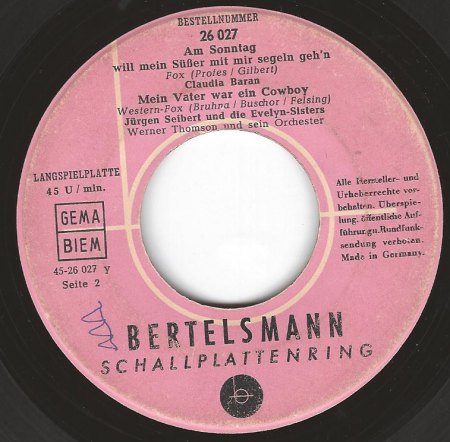 BESTELLNUMMER
26 027
Am Sonntag
will mein Süßer mit mir segeln geh'n
Fox (Profes / Gilbert)
Claudia Baran
Mein Vater war ein Cowboy
Western-Fox (Bruhra / Buschor / Felsing)
Jürgen Seibert und die Evelyn-Sisters
Werner Thomson und sein Orchester
LANGSPIELPLATTE
45 U / min.
GEMA
BIEM
45-26 027 Y
Seite 2
Alle Hersteller- und
Urheberrechte vor-
behalten. Überspie-
lung, öffentliche Auf-
führung u. Rundfunk-
sendung verboten.
Made in Germany.
BERTELSMANN
SCHALLPLATTENRING
b